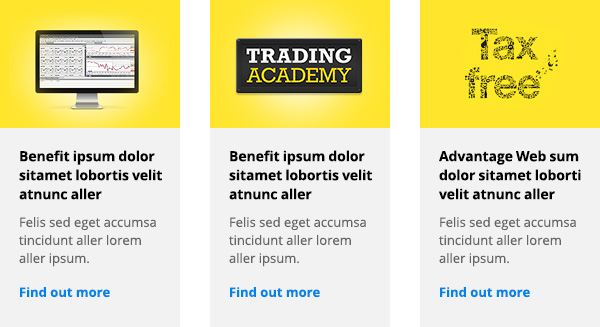 Benefit ipsum dolor
sitamet lobortis velit
atnunc aller
Felis sed eget accumsa
tincidunt aller lorem
aller ipsum.
Find out more
TRADING
ACADEMY
Benefit ipsum dolor
sitamet lobortis velit
atnunc aller
Felis sed eget accumsa
tincidunt aller lorem
aller ipsum.
Find out more
Tax
free
Advantage Web sum
dolor sitamet loborti
velit atnunc aller
Felis sed eget accumsa
tincidunt aller lorem
aller ipsum.
Find out more